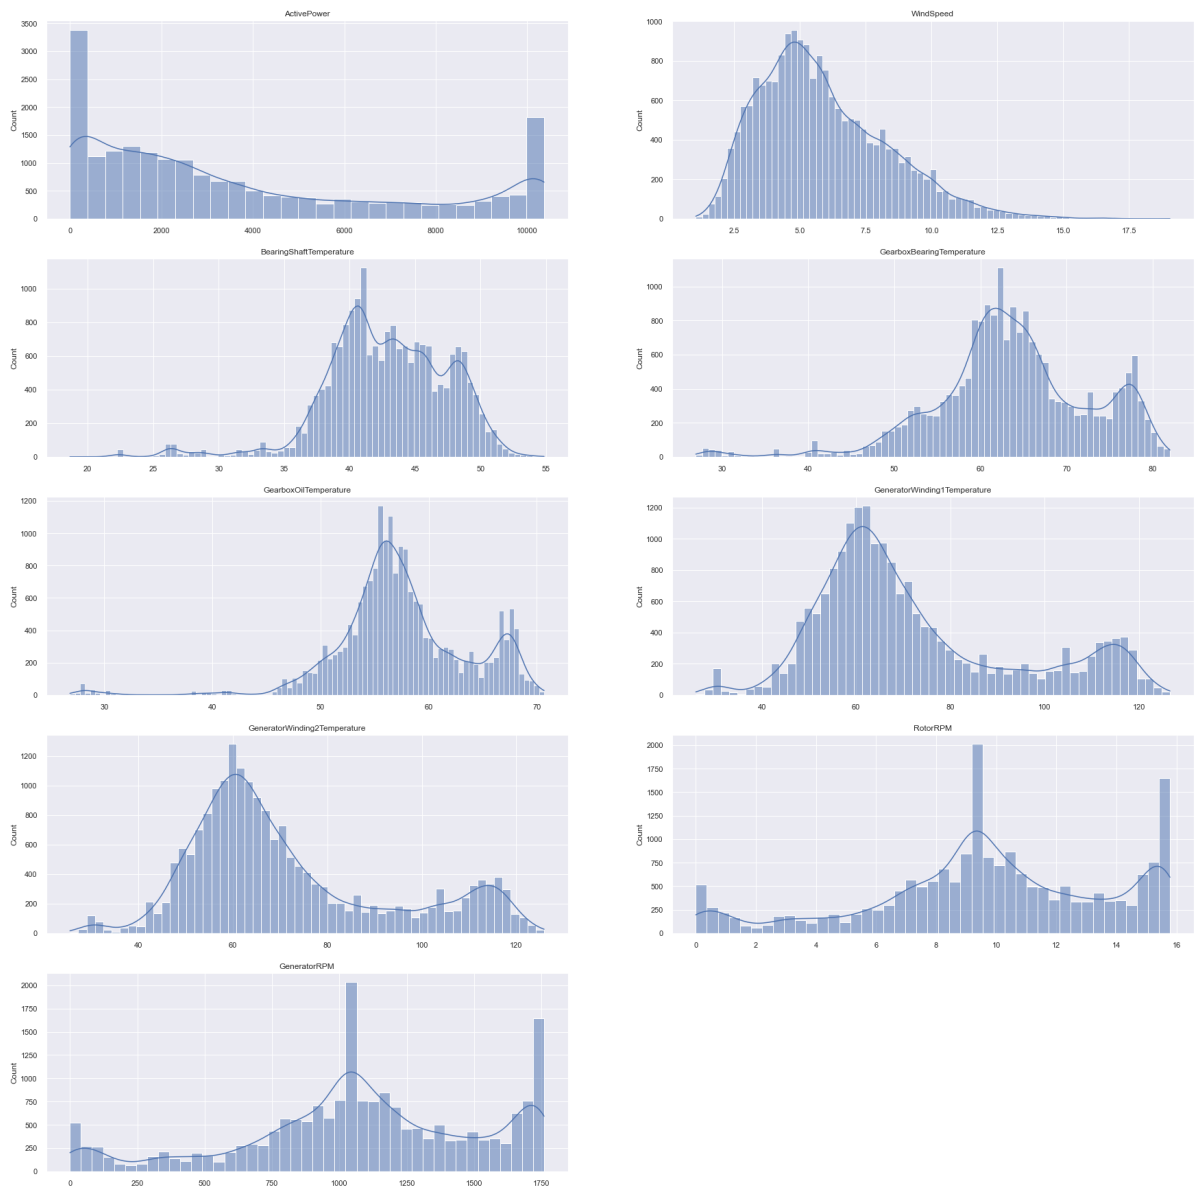 ActivePower
3500
3000
2500
2000
1500
1000
500
0
Count
0 2000 4000 6000 8000 10000
WindSpeed
1000
800
600
400
200
0
Count
2.5 5.0 7.5 10.0 12.5 15.0 17.5
BearingShaftTemperature
1000
800
600
400
200
0
Count
20 25 30 35 40 45 50 55
GearboxBearingTemperature
1000
800
600
400
200
0
Count
30 40 50 60 70 80
GearboxOilTemperature
1200
1000
800
600
400
200
0
Count
30 40 50 60 70
GeneratorWinding1Temperature
1200
1000
800
600
400
200
0
Count
40 60 80 100 120
GeneratorWinding2Temperature
1200
1000
800
600
400
200
0
Count
40 60 80 100 120
RotorRPM
2000
1750
1500
1250
1000
750
500
250
0
Count
0 2 4 6 8 10 12 14 16
GeneratorRPM
2000
1750
1500
1250
1000
750
500
250
0
Count
0 250 500 750 1000 1250 1500 1750